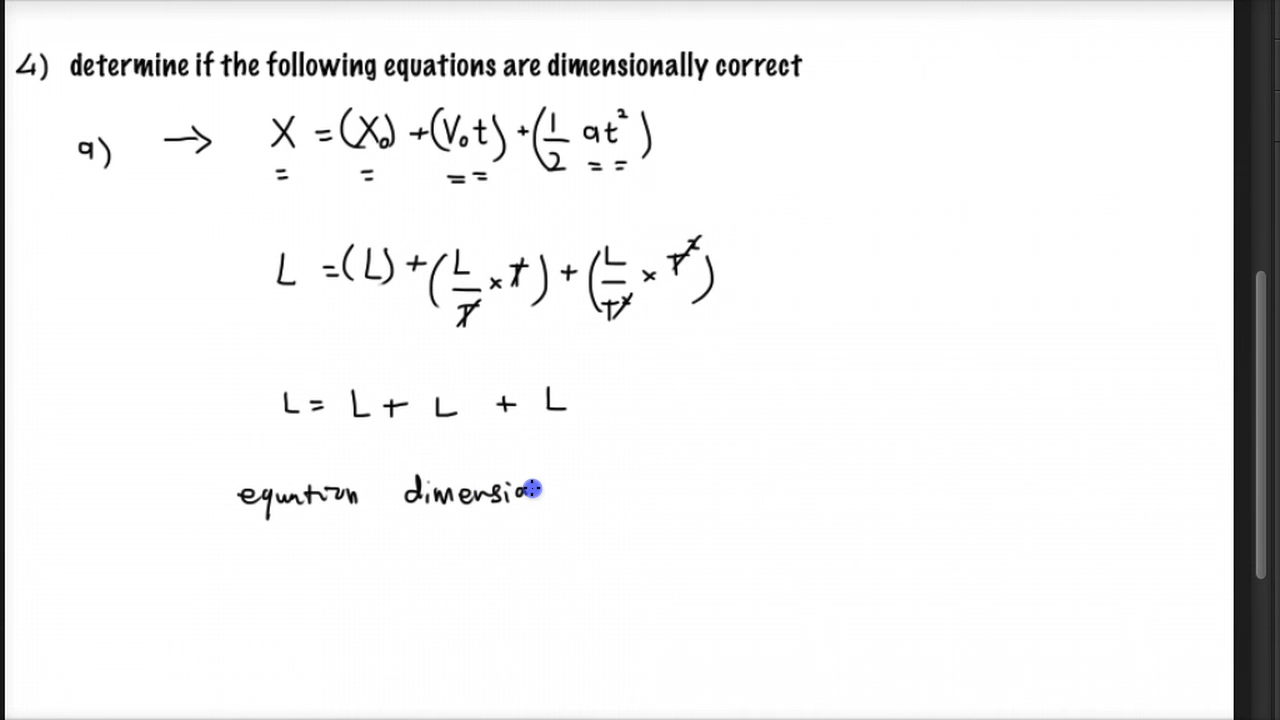 4) determine if the following equations are dimensionally correct
a) → X = (X₀) + (V₀t) + (1/2 at²)
L = (L) + (L/T × T) + (L/T² × T²)
L = L + L + L
equation dimensio